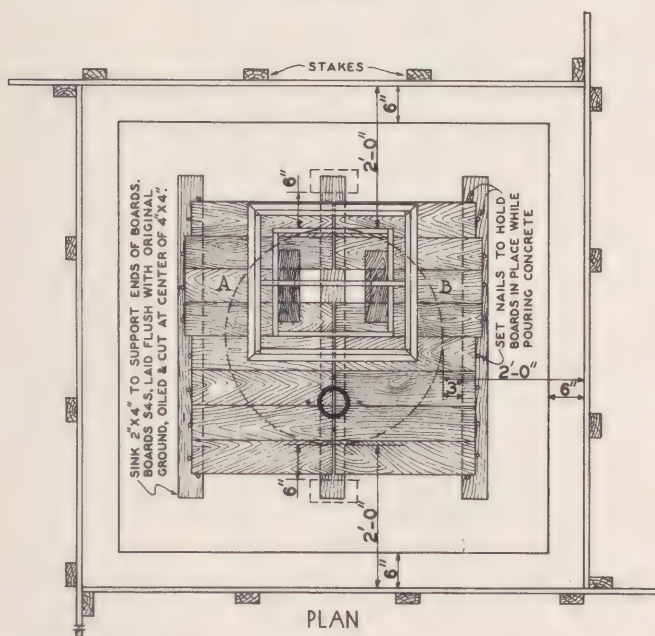 STAKES
6"
2'-0"
6"
SINK 2"X4" TO SUPPORT ENDS OF BOARDS.
BOARDS S4S, LAID FLUSH WITH ORIGINAL
GROUND, OILED & CUT AT CENTER OF 4"X4".
A
B
SET NAILS TO HOLD
BOARDS IN PLACE WHILE
POURING CONCRETE
2'-0"
3"
6"
6"
2'-0"
6"
PLAN